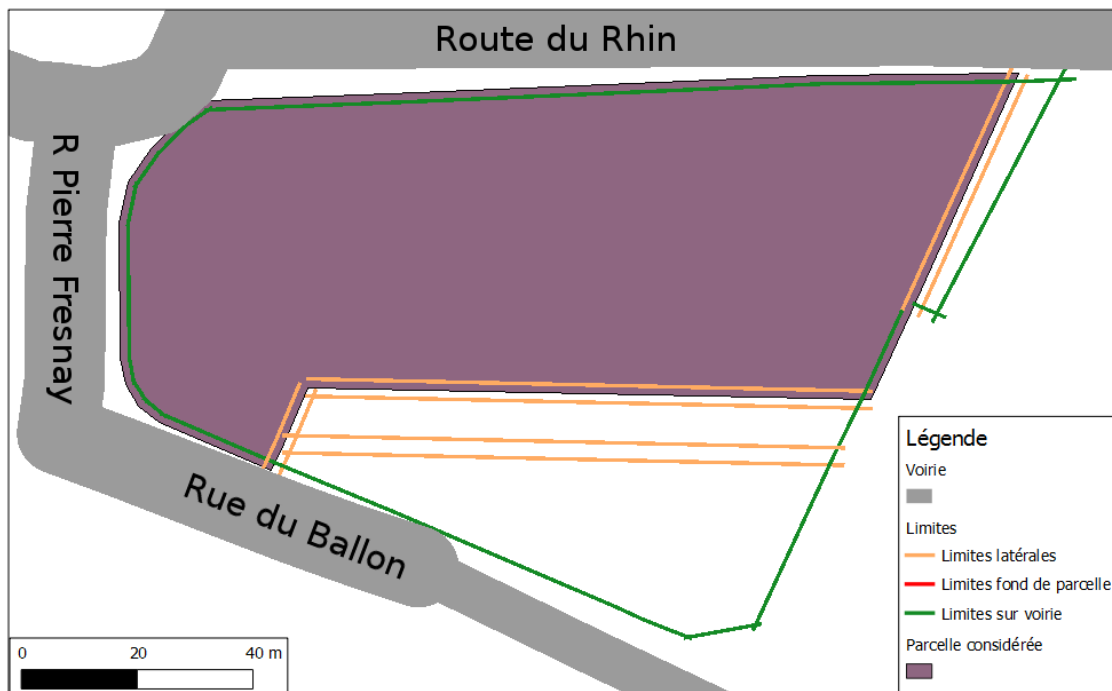 Route du Rhin
R Pierre Fresnay
Rue du Ballon
Légende
Voirie
Limites
Limites latérales
Limites fond de parcelle
Limites sur voirie
Parcelle considérée
0 20 40 m